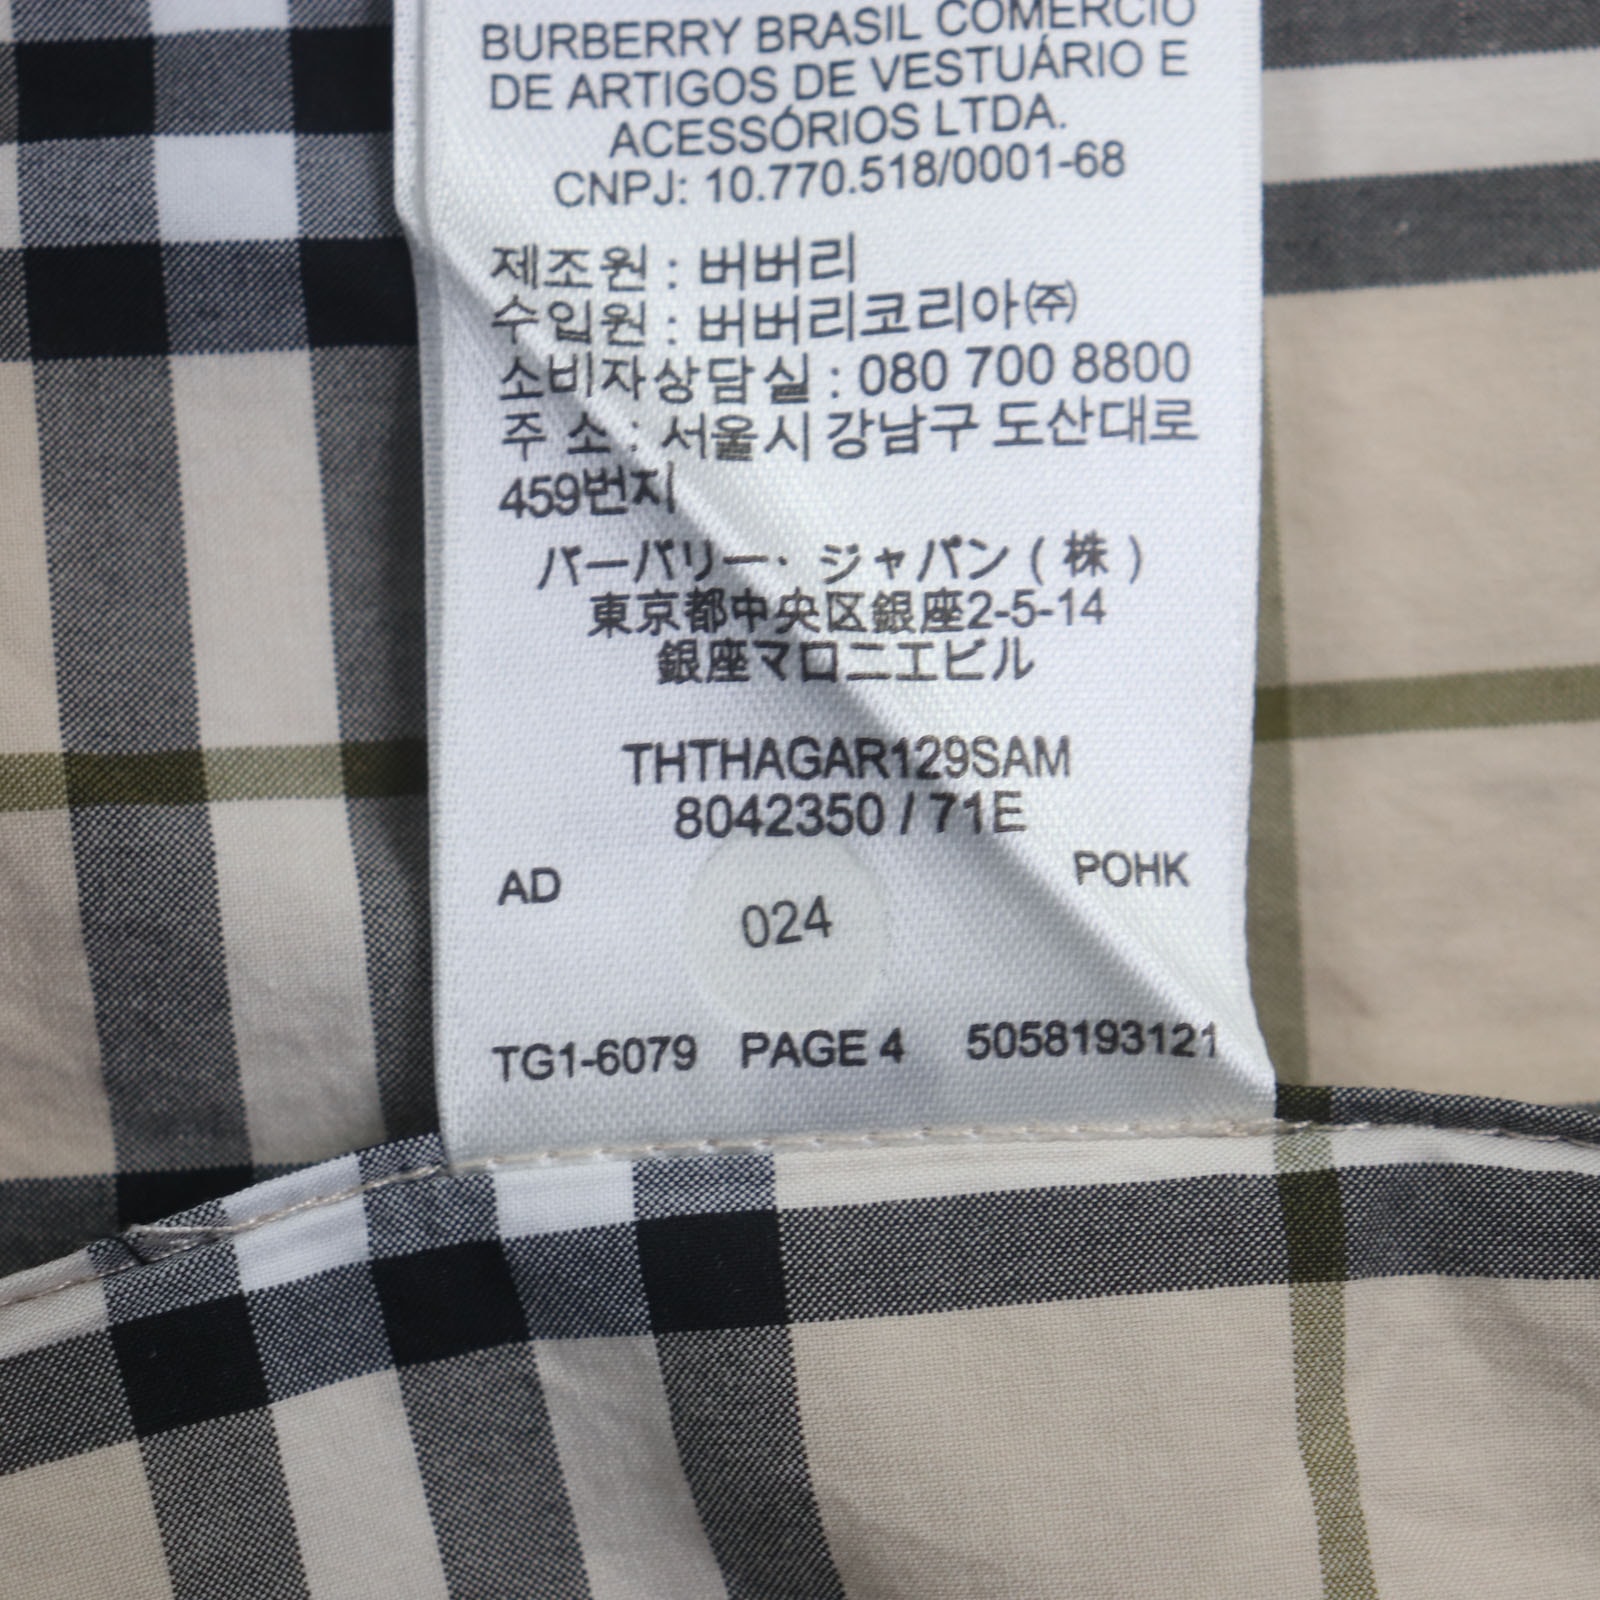 BURBERRY BRASIL COMERCIO
DE ARTIGOS DE VESTUÁRIO E
ACESSÓRIOS LTDA.
CNPJ: 10.770.518/0001-68
제조원 : 버버리
수입원 : 버버리코리아㈜
소비자상담실 : 080 700 8800
주 소 : 서울시 강남구 도산대로
459번지
バーバリー・ジャパン ( 株 )
東京都中央区銀座2-5-14
銀座マロニエビル
THTHAGAR129SAM
8042350 / 71E
AD POHK
024
TG1-6079 PAGE 4 5058193121